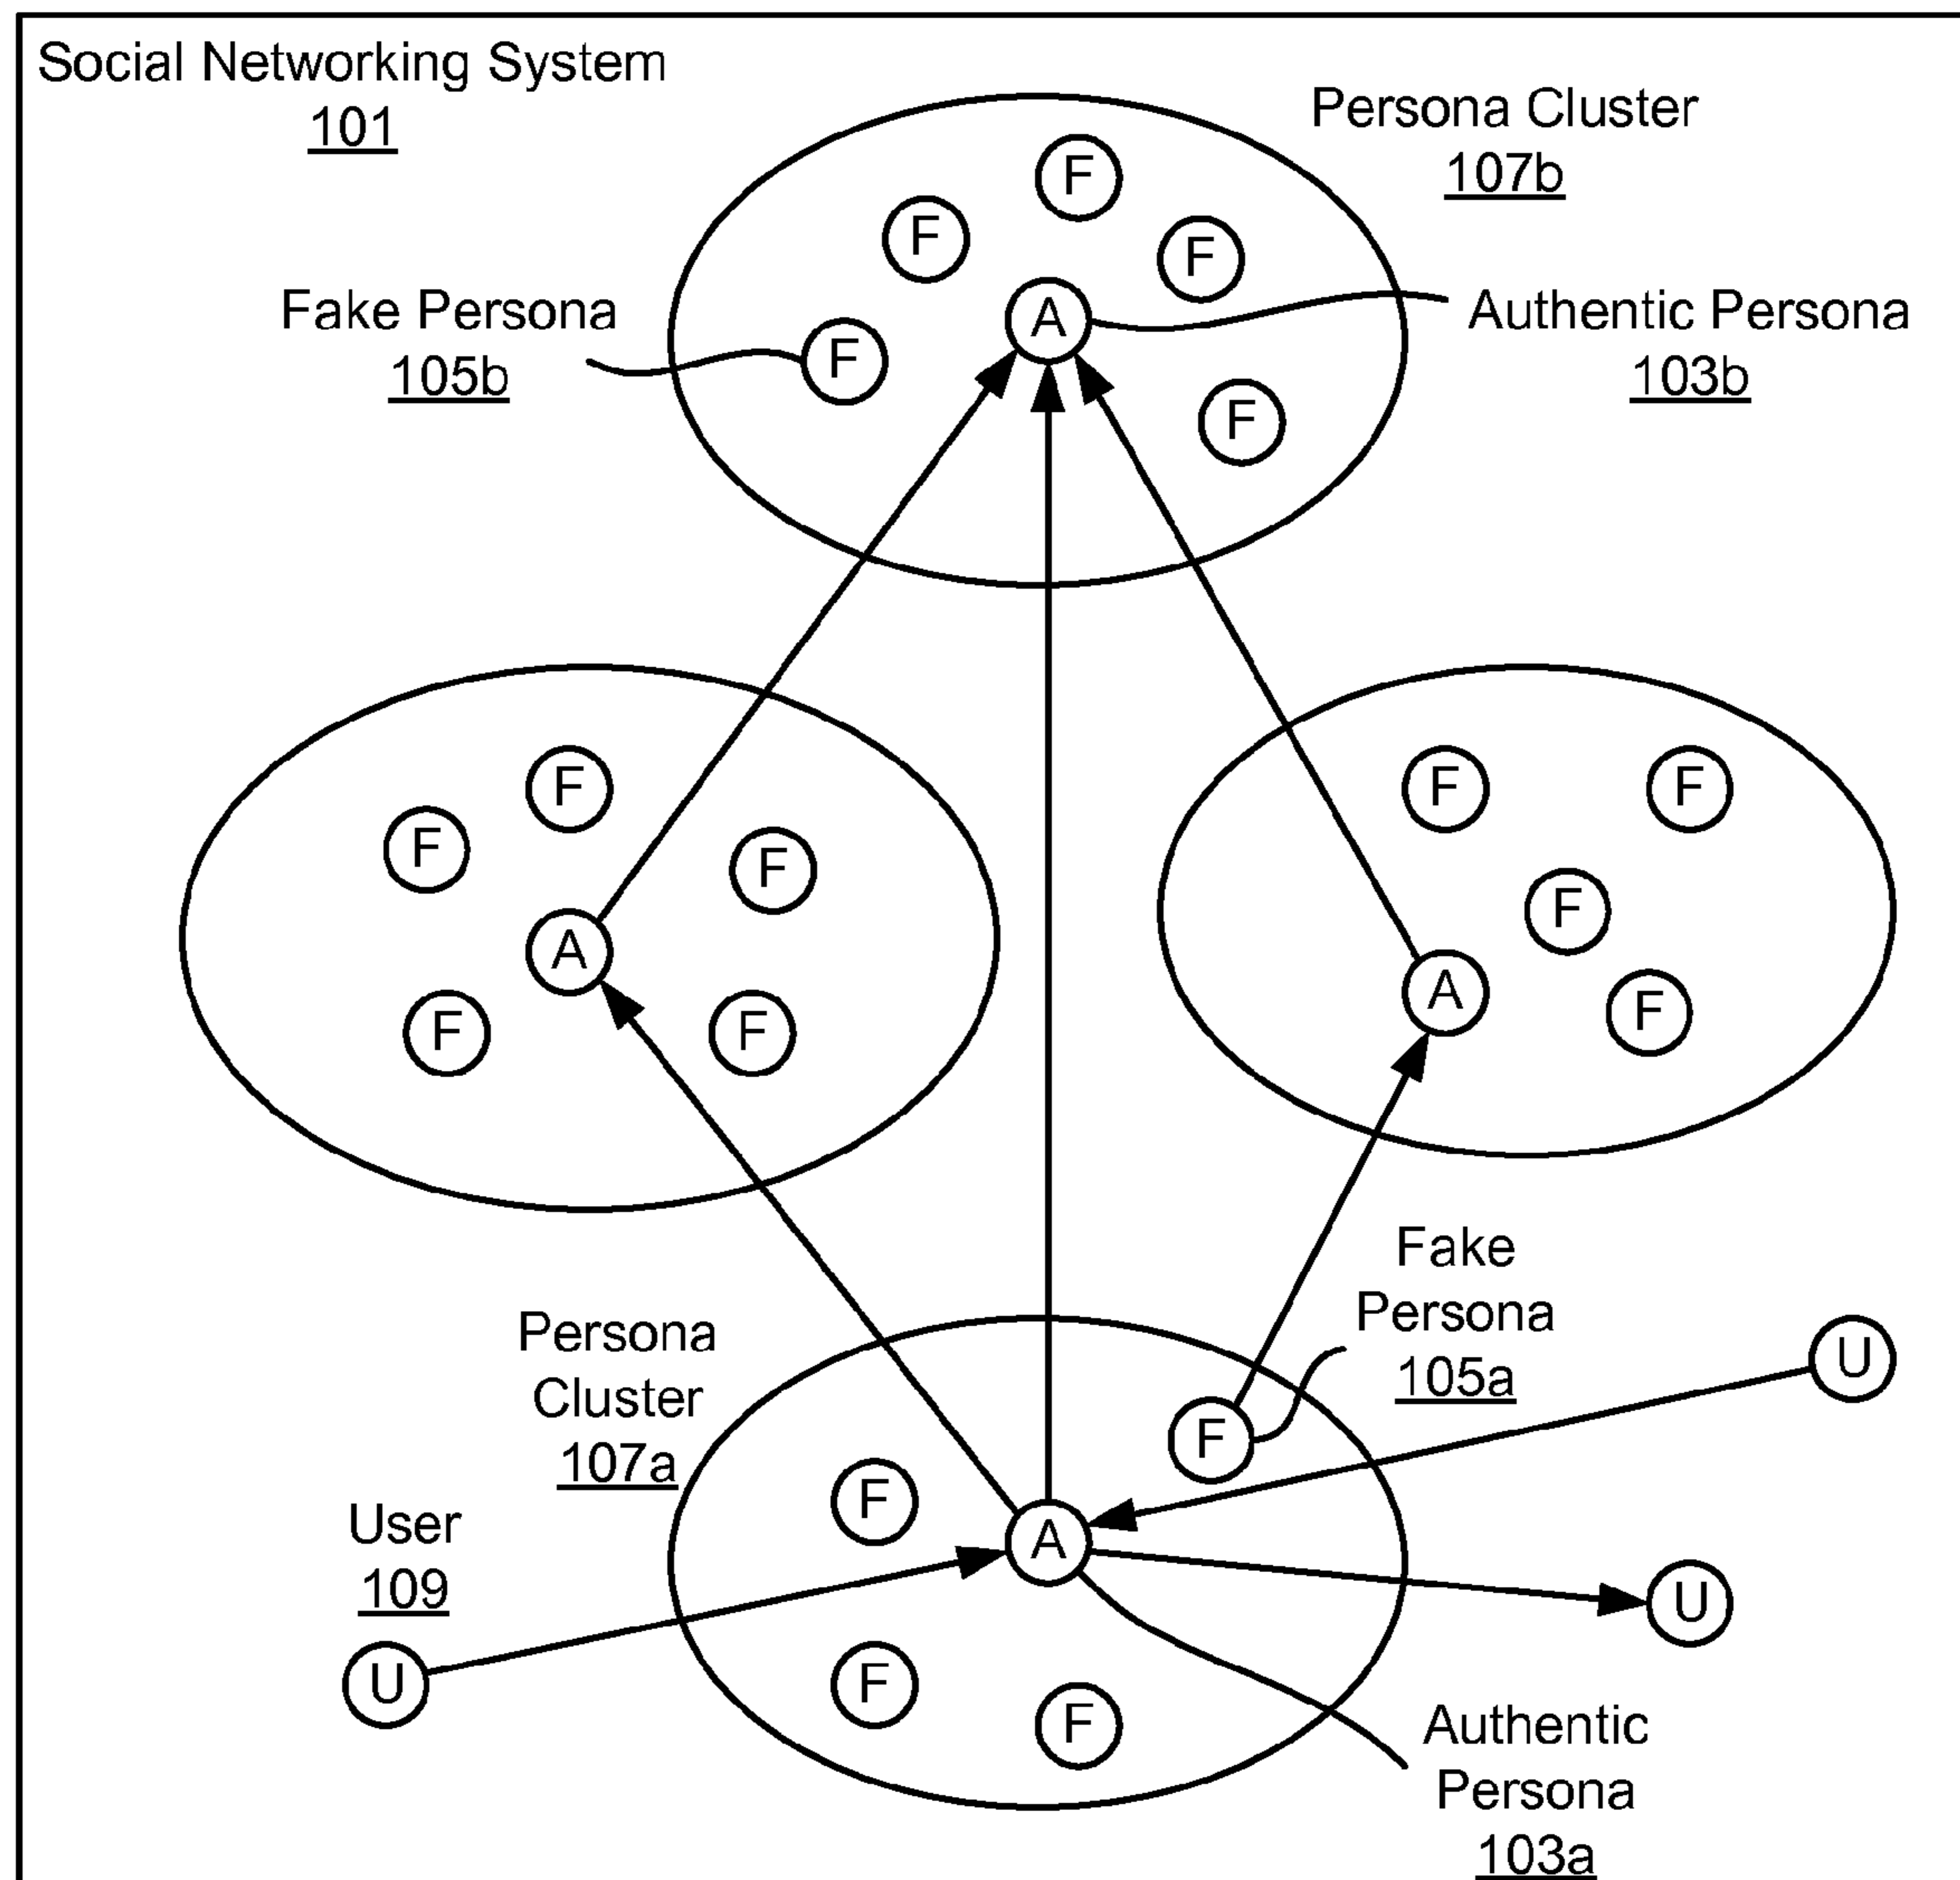 Social Networking System
101
Persona Cluster
107b
F
F
F
Fake Persona
105b
F
A
Authentic Persona
103b
F
F
F
F
A
F
F
F
F
F
A
F
Fake
Persona
105a
Persona
Cluster
107a
F
F
A
F
F
User
109
U
U
U
Authentic
Persona
103a